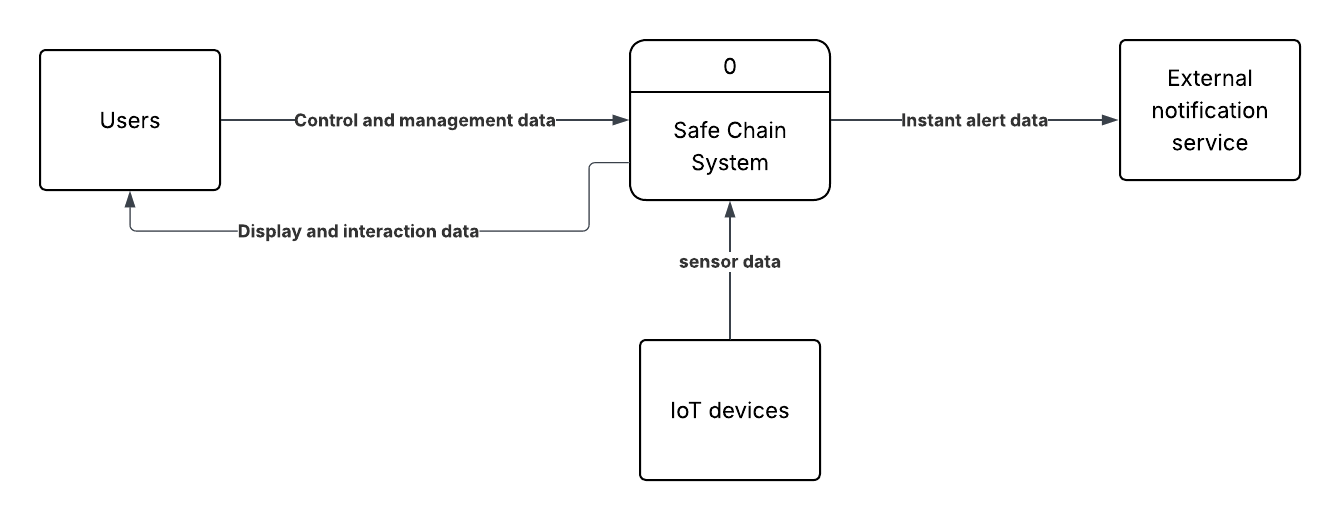 0
Users
Control and management data
Safe Chain
System
Instant alert data
External
notification
service
Display and interaction data
sensor data
IoT devices